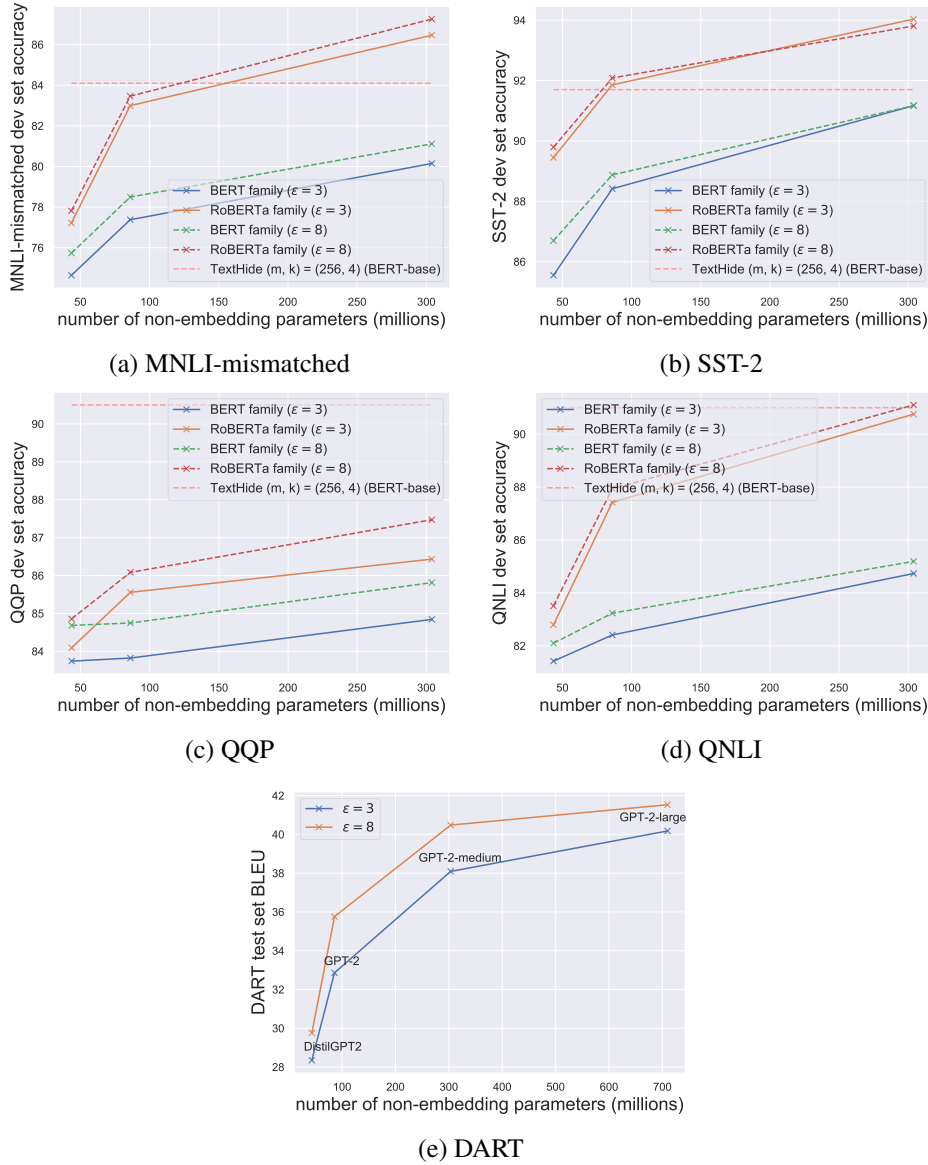 MNLI-mismatched dev set accuracy
86
84
82
80
78
76
BERT family (ε = 3)
RoBERTa family (ε = 3)
BERT family (ε = 8)
RoBERTa family (ε = 8)
TextHide (m, k) = (256, 4) (BERT-base)
50 100 150 200 250 300
number of non-embedding parameters (millions)
(a) MNLI-mismatched
SST-2 dev set accuracy
94
92
90
88
86
BERT family (ε = 3)
RoBERTa family (ε = 3)
BERT family (ε = 8)
RoBERTa family (ε = 8)
TextHide (m, k) = (256, 4) (BERT-base)
50 100 150 200 250 300
number of non-embedding parameters (millions)
(b) SST-2
QQP dev set accuracy
90
89
88
87
86
85
84
BERT family (ε = 3)
RoBERTa family (ε = 3)
BERT family (ε = 8)
RoBERTa family (ε = 8)
TextHide (m, k) = (256, 4) (BERT-base)
50 100 150 200 250 300
number of non-embedding parameters (millions)
(c) QQP
QNLI dev set accuracy
90
88
86
84
82
BERT family (ε = 3)
RoBERTa family (ε = 3)
BERT family (ε = 8)
RoBERTa family (ε = 8)
TextHide (m, k) = (256, 4) (BERT-base)
50 100 150 200 250 300
number of non-embedding parameters (millions)
(d) QNLI
DART test set BLEU
42
40
38
36
34
32
30
28
ε = 3
ε = 8
GPT-2-large
GPT-2-medium
GPT-2
DistilGPT2
100 200 300 400 500 600 700
number of non-embedding parameters (millions)
(e) DART